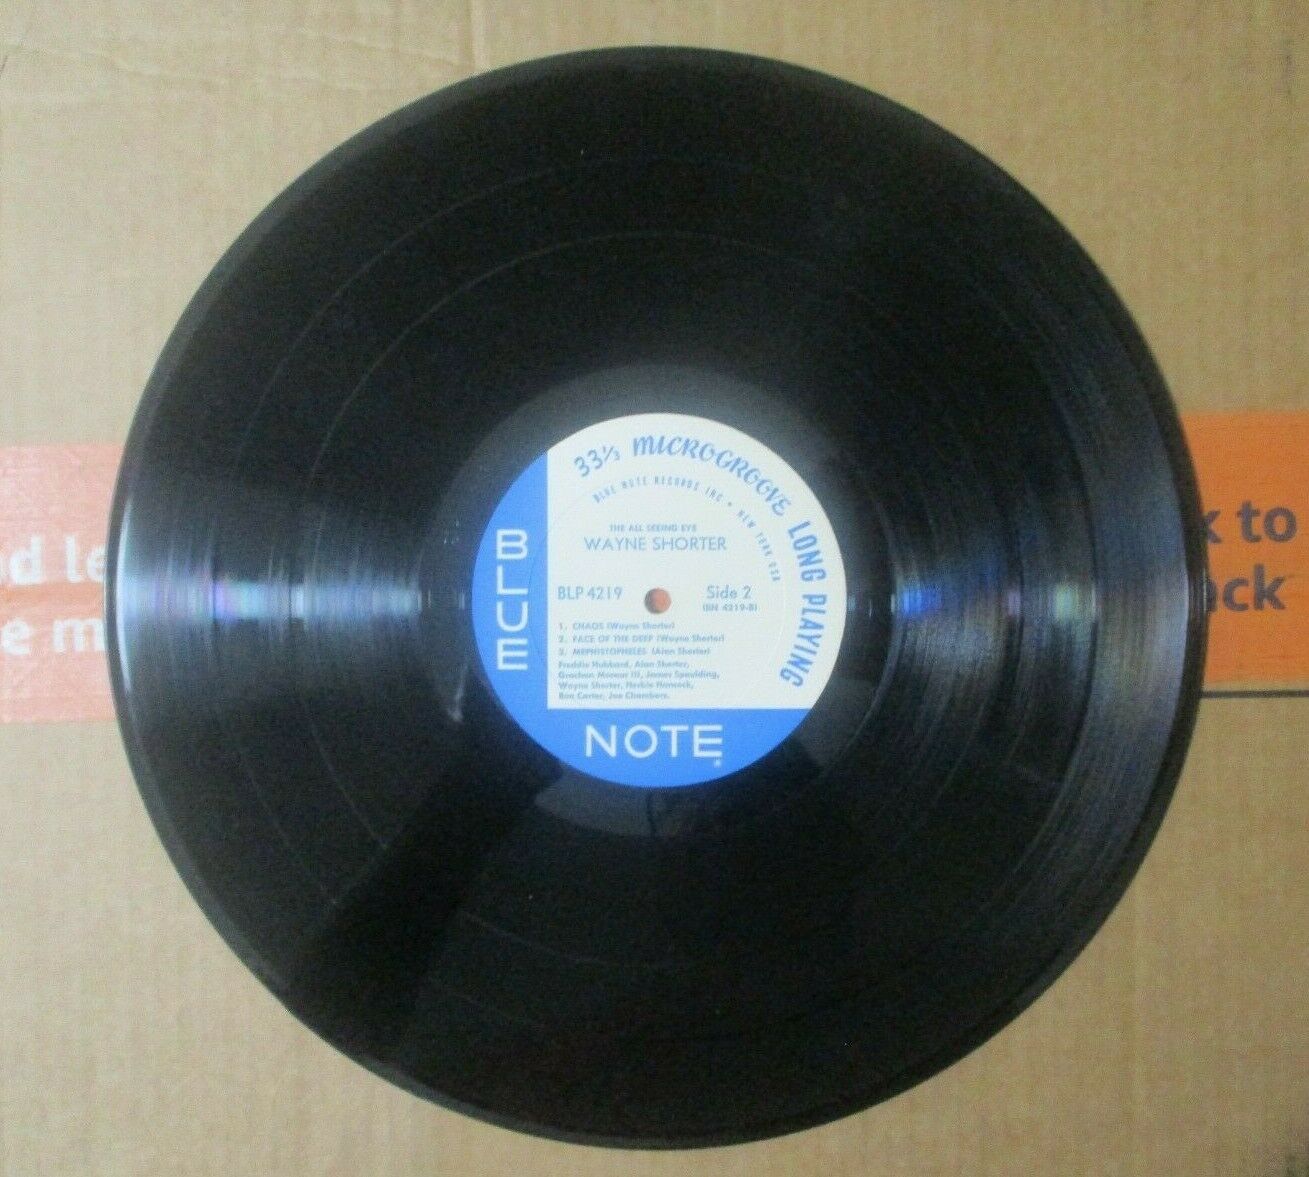 33⅓ MICROGROOVE LONG PLAYING
BLUE NOTE RECORDS INC • NEW YORK USA
THE ALL SEEING EYE
WAYNE SHORTER
BLP 4219 Side 2
(BN 4219-B)
1. CHAOS (Wayne Shorter)
2. FACE OF THE DEEP (Wayne Shorter)
3. MEPHISTOPHELES (Alan Shorter)
Freddie Hubbard, Alan Shorter,
Grachan Moncur III, James Spaulding,
Wayne Shorter, Herbie Hancock,
Ron Carter, Joe Chambers.
BLUE
NOTE
®
to